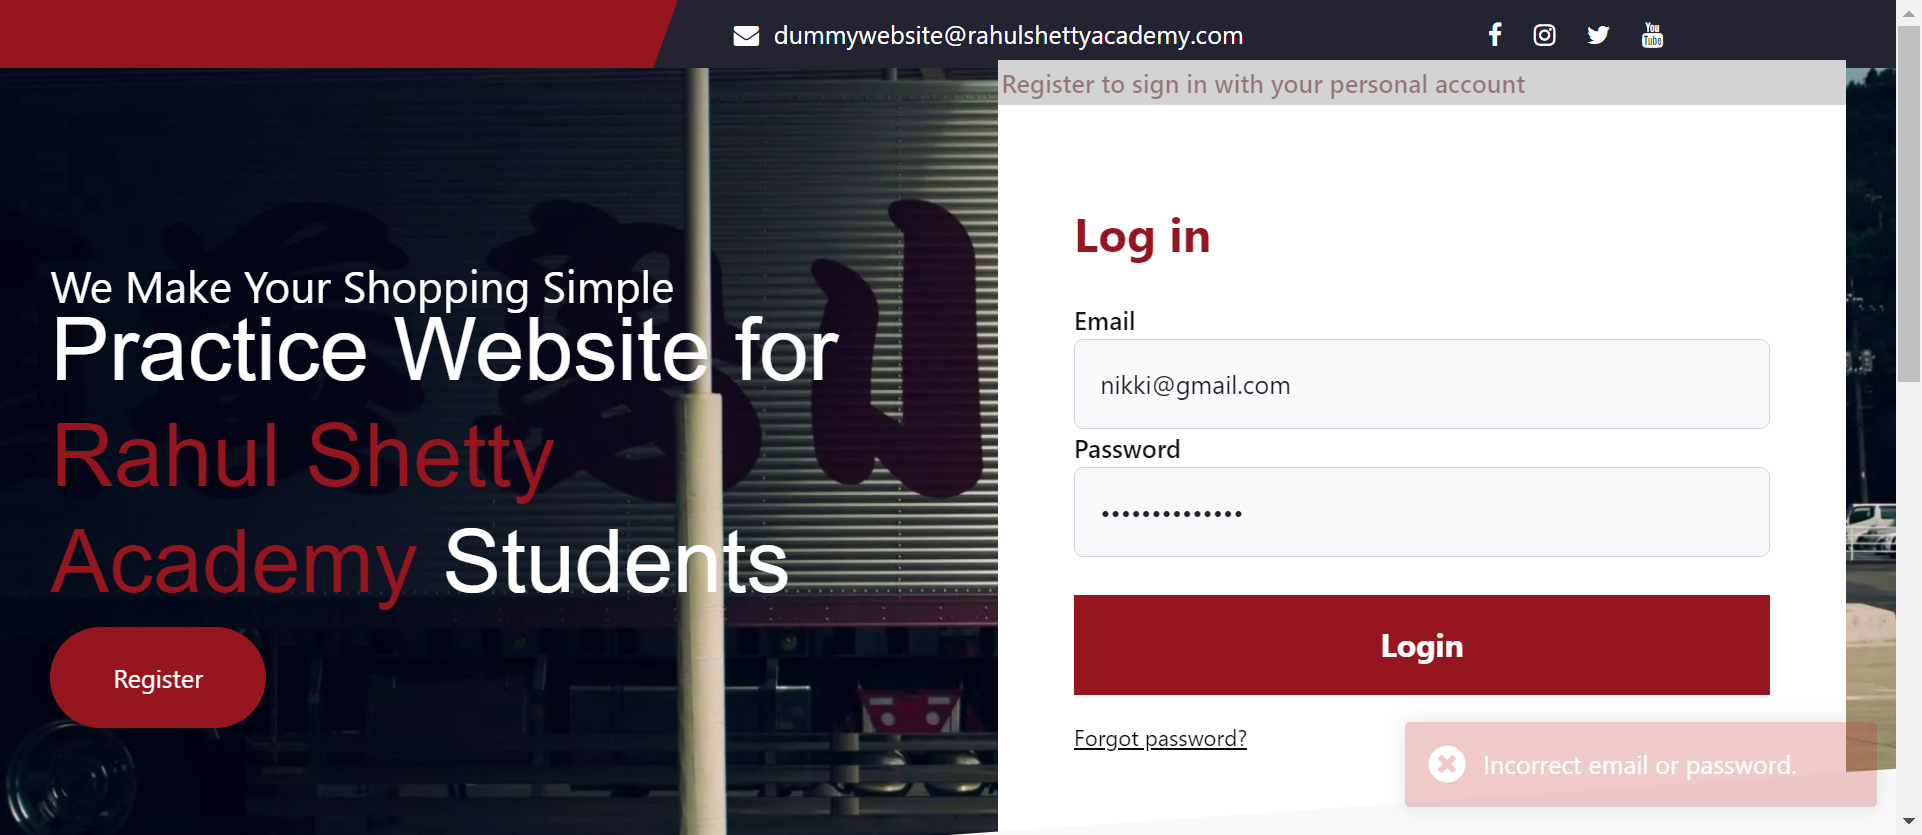 dummywebsite@rahulshettyacademy.com
You
Tube
Register to sign in with your personal account
We Make Your Shopping Simple
Practice Website for
Rahul Shetty
Academy Students
Register
Log in
Email
nikki@gmail.com
Password
••••••••••••••
Login
Forgot password?
Incorrect email or password.